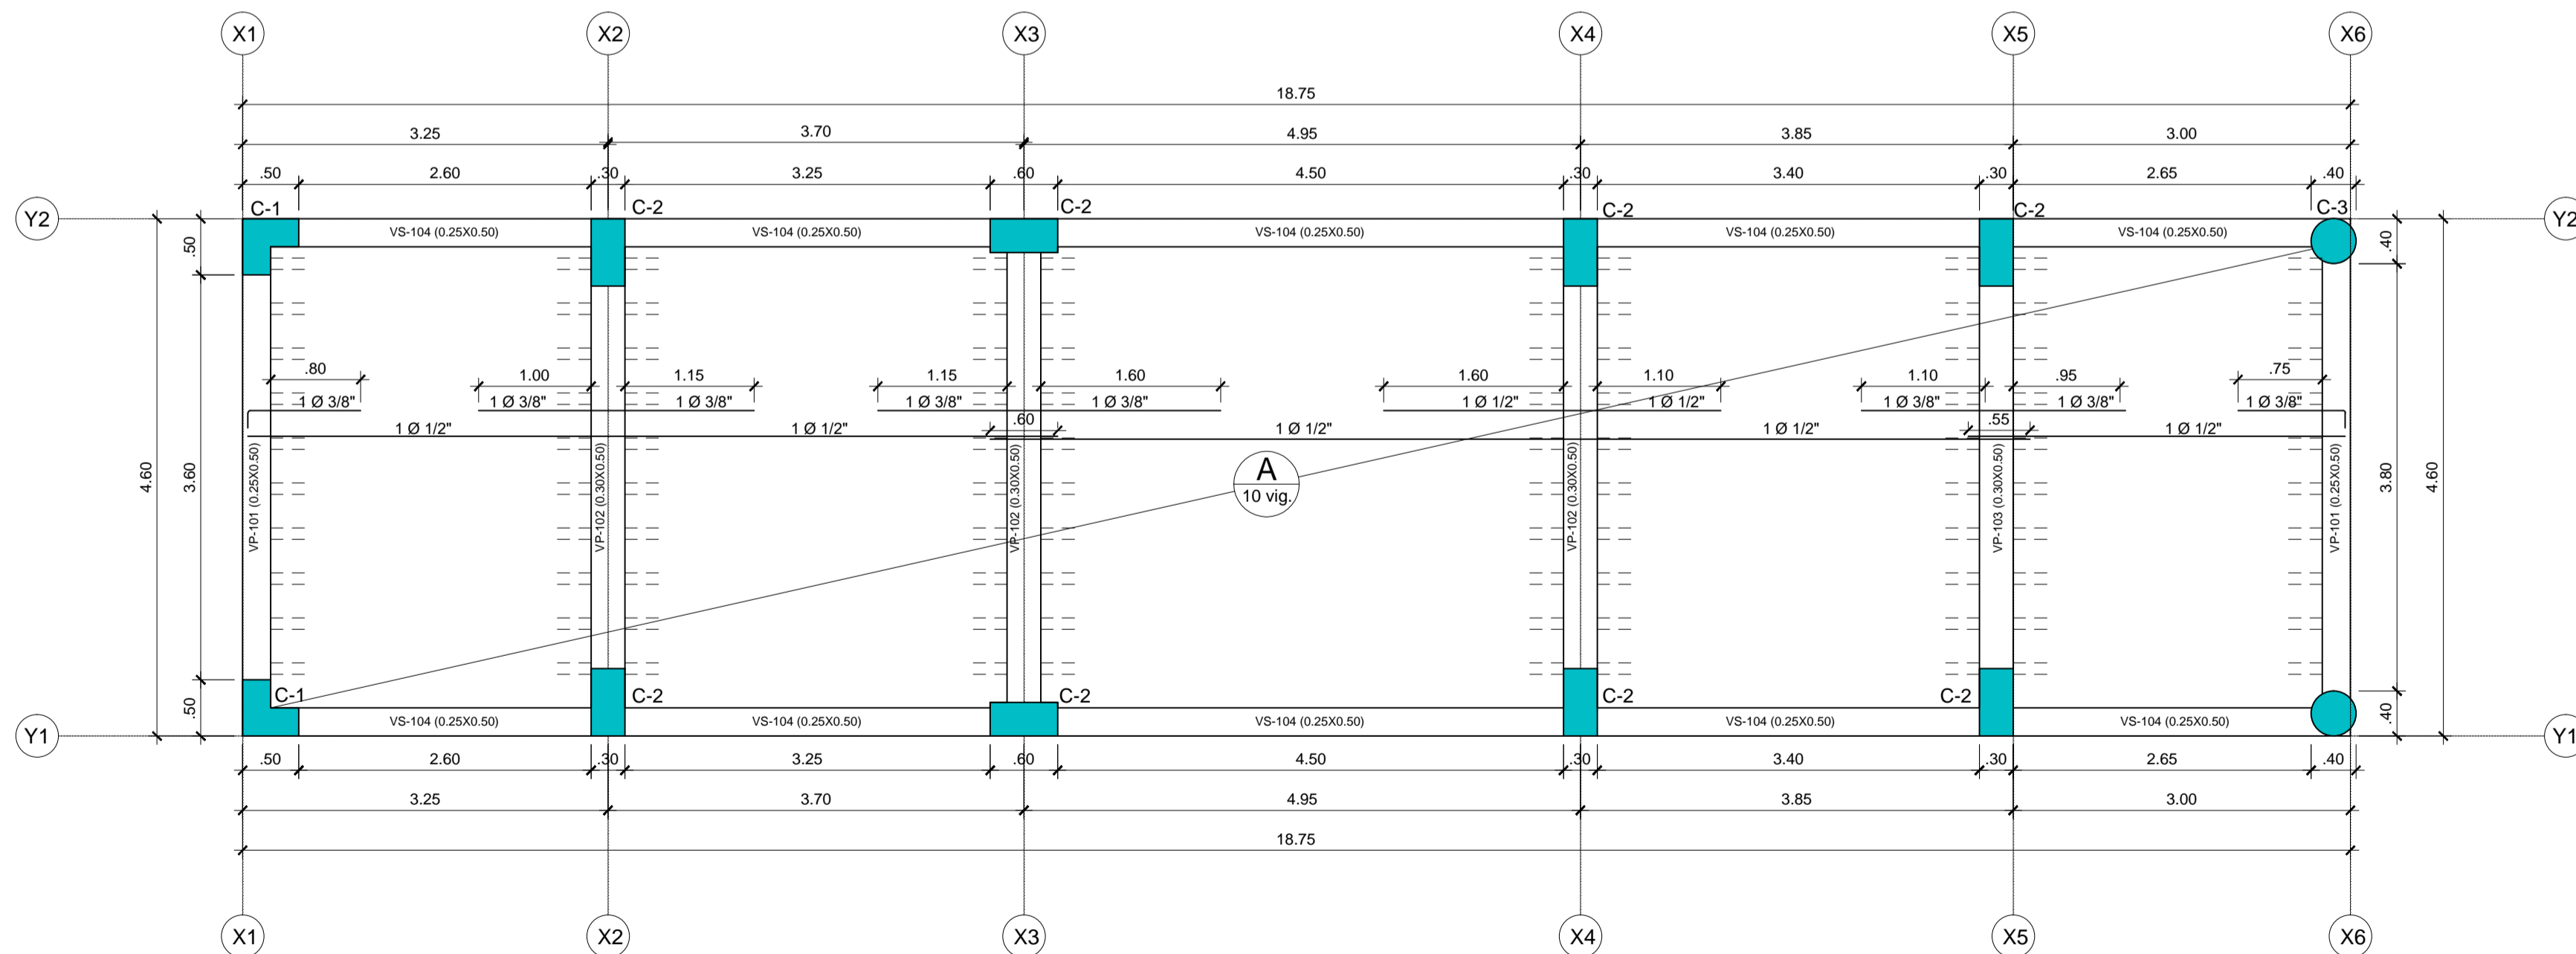 X1 X2 X3 X4 X5 X6
18.75
3.25 3.70 4.95 3.85 3.00
.50 2.60 .30 3.25 .60 4.50 .30 3.40 .30 2.65 .40
C-1 C-2 C-2 C-2 C-2 C-3
Y2 Y2
VS-104 (0.25X0.50) VS-104 (0.25X0.50) VS-104 (0.25X0.50) VS-104 (0.25X0.50) VS-104 (0.25X0.50)
.50 .40
.80 1.00 1.15 1.15 1.60 1.60 1.10 1.10 .95 .75
1 Ø 3/8" 1 Ø 3/8" 1 Ø 3/8" 1 Ø 3/8" 1 Ø 3/8" 1 Ø 1/2" 1 Ø 1/2" 1 Ø 3/8" 1 Ø 3/8" 1 Ø 3/8"
.60 .55
1 Ø 1/2" 1 Ø 1/2" 1 Ø 1/2" 1 Ø 1/2" 1 Ø 1/2"
4.60 3.60 3.80 4.60
A
10 vig.
VP-101 (0.25X0.50) VP-102 (0.30X0.50) VP-102 (0.30X0.50) VP-102 (0.30X0.50) VP-103 (0.30X0.50) VP-101 (0.25X0.50)
C-1 C-2 C-2 C-2 C-2
.50 .40
VS-104 (0.25X0.50) VS-104 (0.25X0.50) VS-104 (0.25X0.50) VS-104 (0.25X0.50) VS-104 (0.25X0.50)
Y1 Y1
.50 2.60 .30 3.25 .60 4.50 .30 3.40 .30 2.65 .40
3.25 3.70 4.95 3.85 3.00
18.75
X1 X2 X3 X4 X5 X6